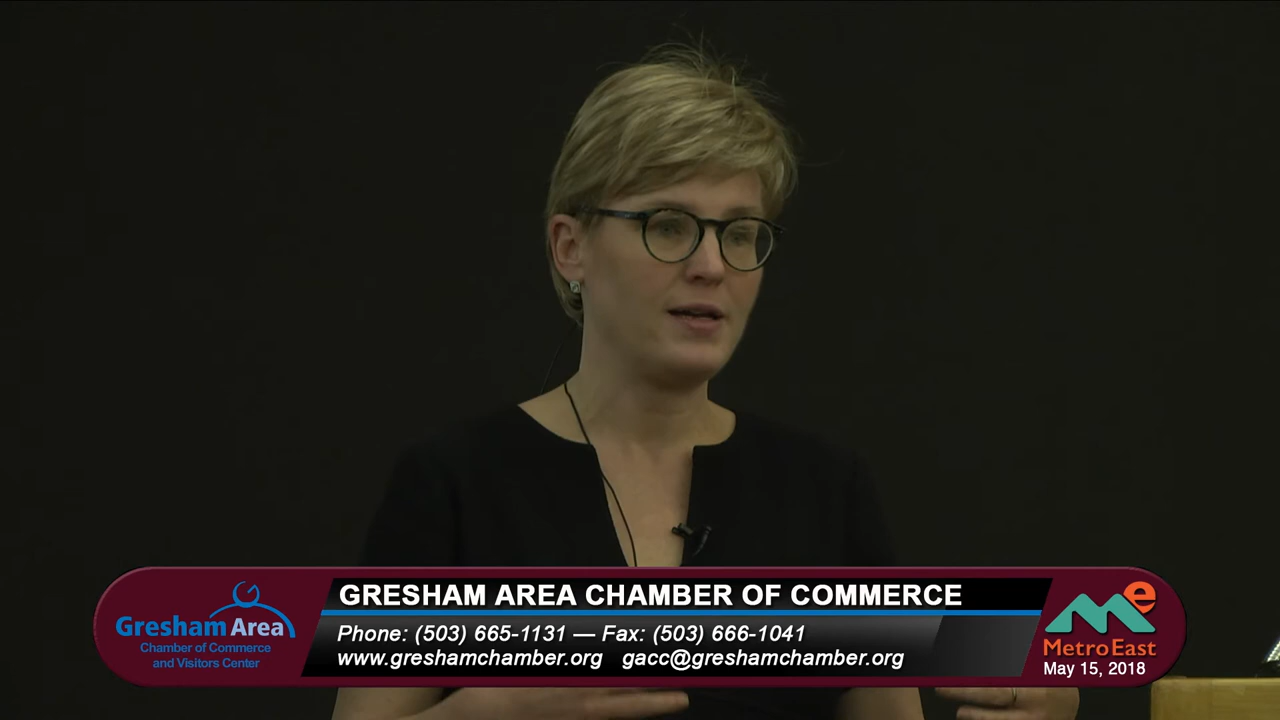 GRESHAM AREA CHAMBER OF COMMERCE
Gresham Area
Chamber of Commerce
and Visitors Center
Phone: (503) 665-1131 — Fax: (503) 666-1041
www.greshamchamber.org gacc@greshamchamber.org
Me
MetroEast
May 15, 2018